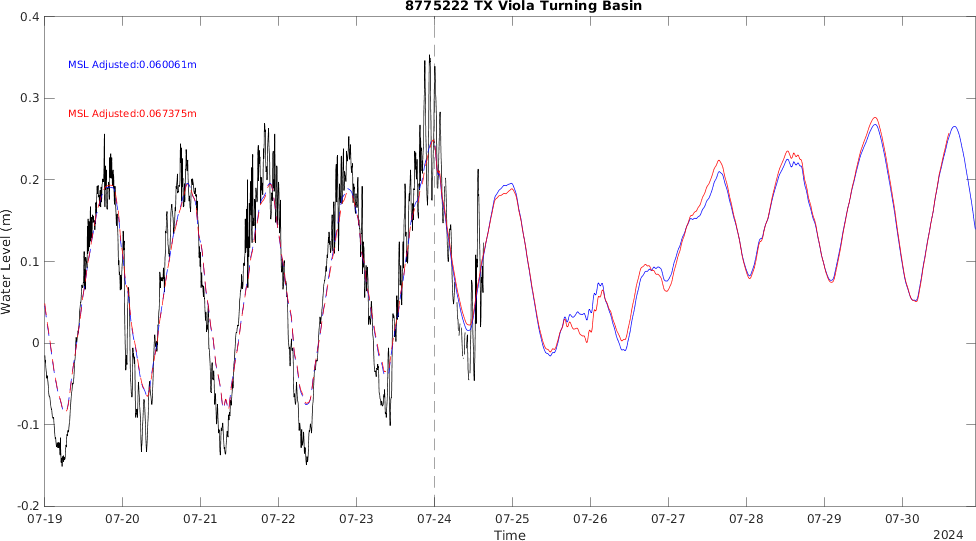 8775222 TX Viola Turning Basin
MSL Adjusted:0.060061m
MSL Adjusted:0.067375m
Water Level (m)
0.4
0.3
0.2
0.1
0
-0.1
-0.2
07-19 07-20 07-21 07-22 07-23 07-24 07-25 07-26 07-27 07-28 07-29 07-30
Time
2024